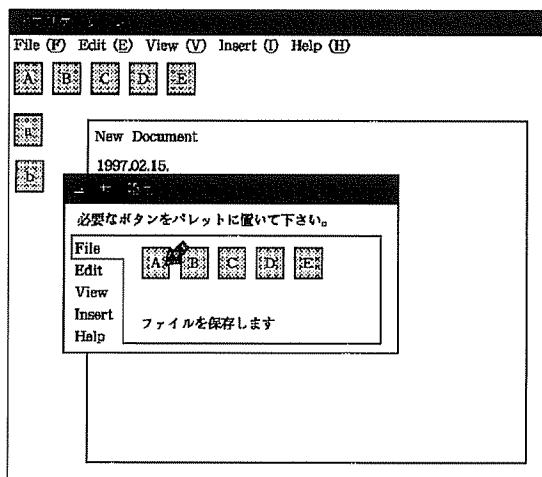 File (F) Edit (E) View (V) Insert (I) Help (H)
A B C D E
a
b
New Document
1997.02.15.
必要なボタンをパレットに置いて下さい。
File
Edit
View
Insert
Help
A B C D E
ファイルを保存します